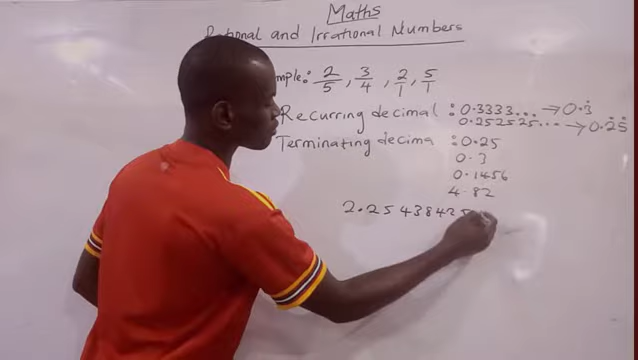 Maths
Rational and Irrational Numbers
mple: 2/5, 3/4, 2/1, 5/1
Recurring decimal : 0.3333... → 0.3̇
0.252525... → 0.2̇5̇
Terminating decima : 0.25
0.3
0.1456
4.82
2.2543842